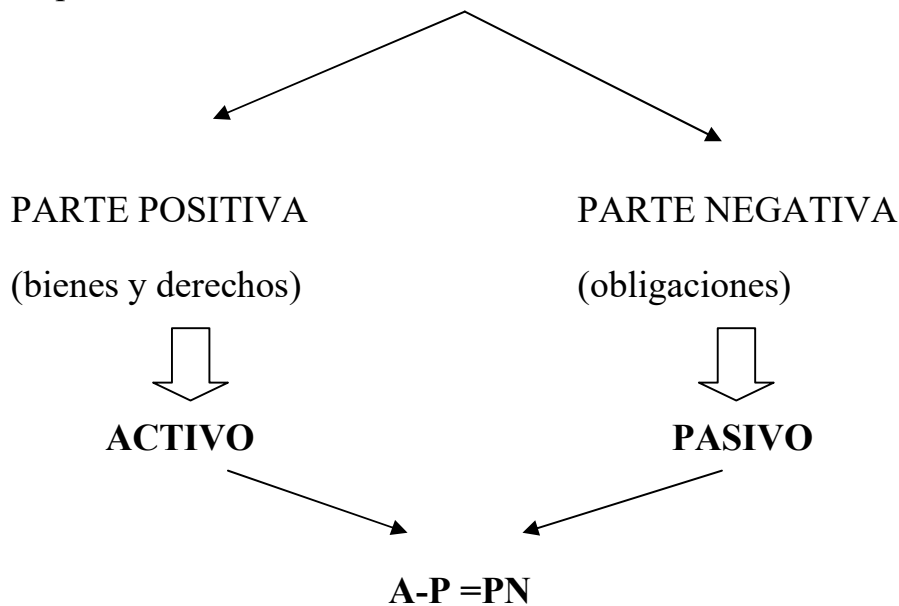 PARTE POSITIVA
PARTE NEGATIVA
(bienes y derechos)
(obligaciones)
ACTIVO
PASIVO
A-P =PN